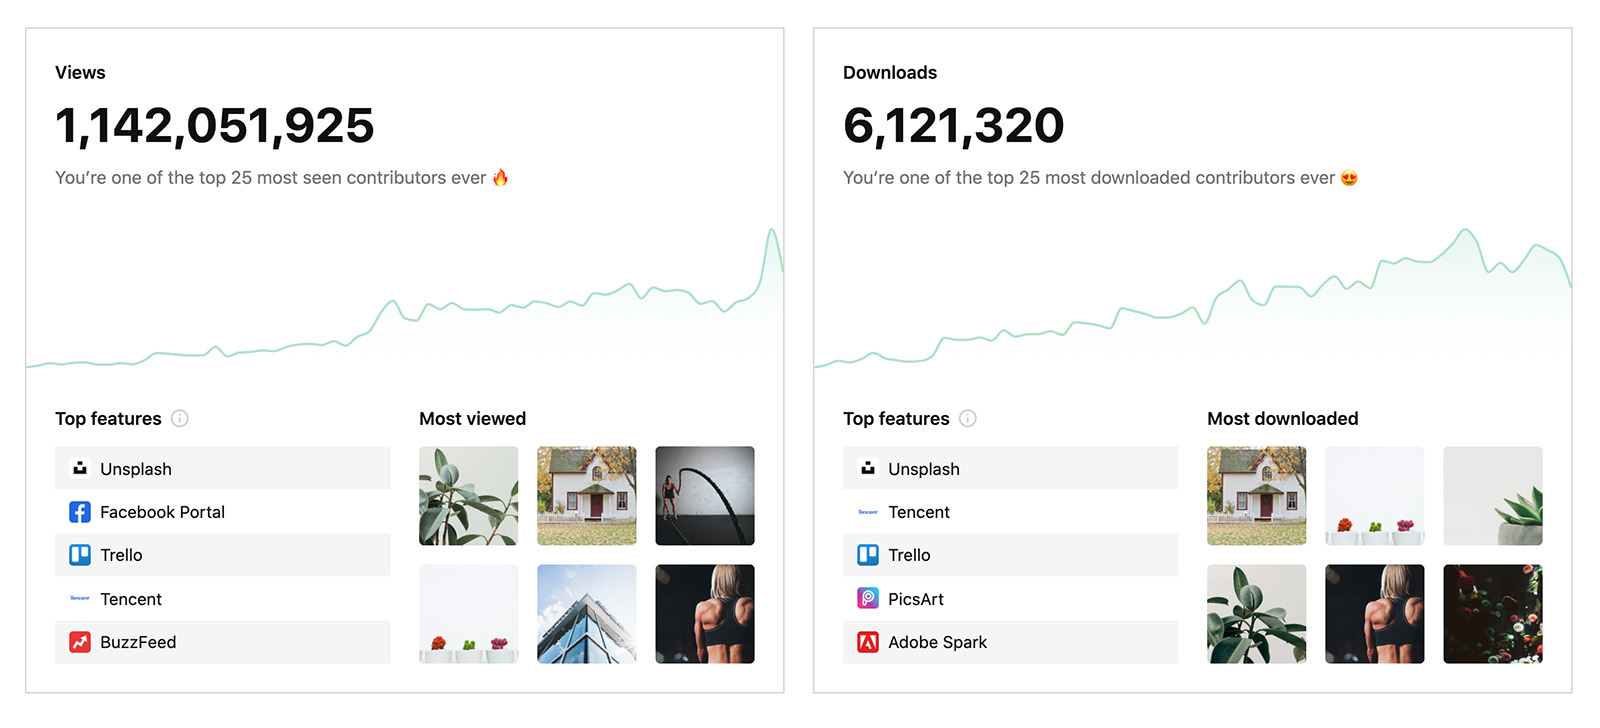 Views
1,142,051,925
You’re one of the top 25 most seen contributors ever 🔥
Top features
Unsplash
Facebook Portal
Trello
Tencent
Tencent
BuzzFeed
Most viewed
Downloads
6,121,320
You’re one of the top 25 most downloaded contributors ever 😍
Top features
Unsplash
Tencent
Tencent
Trello
PicsArt
Adobe Spark
Most downloaded